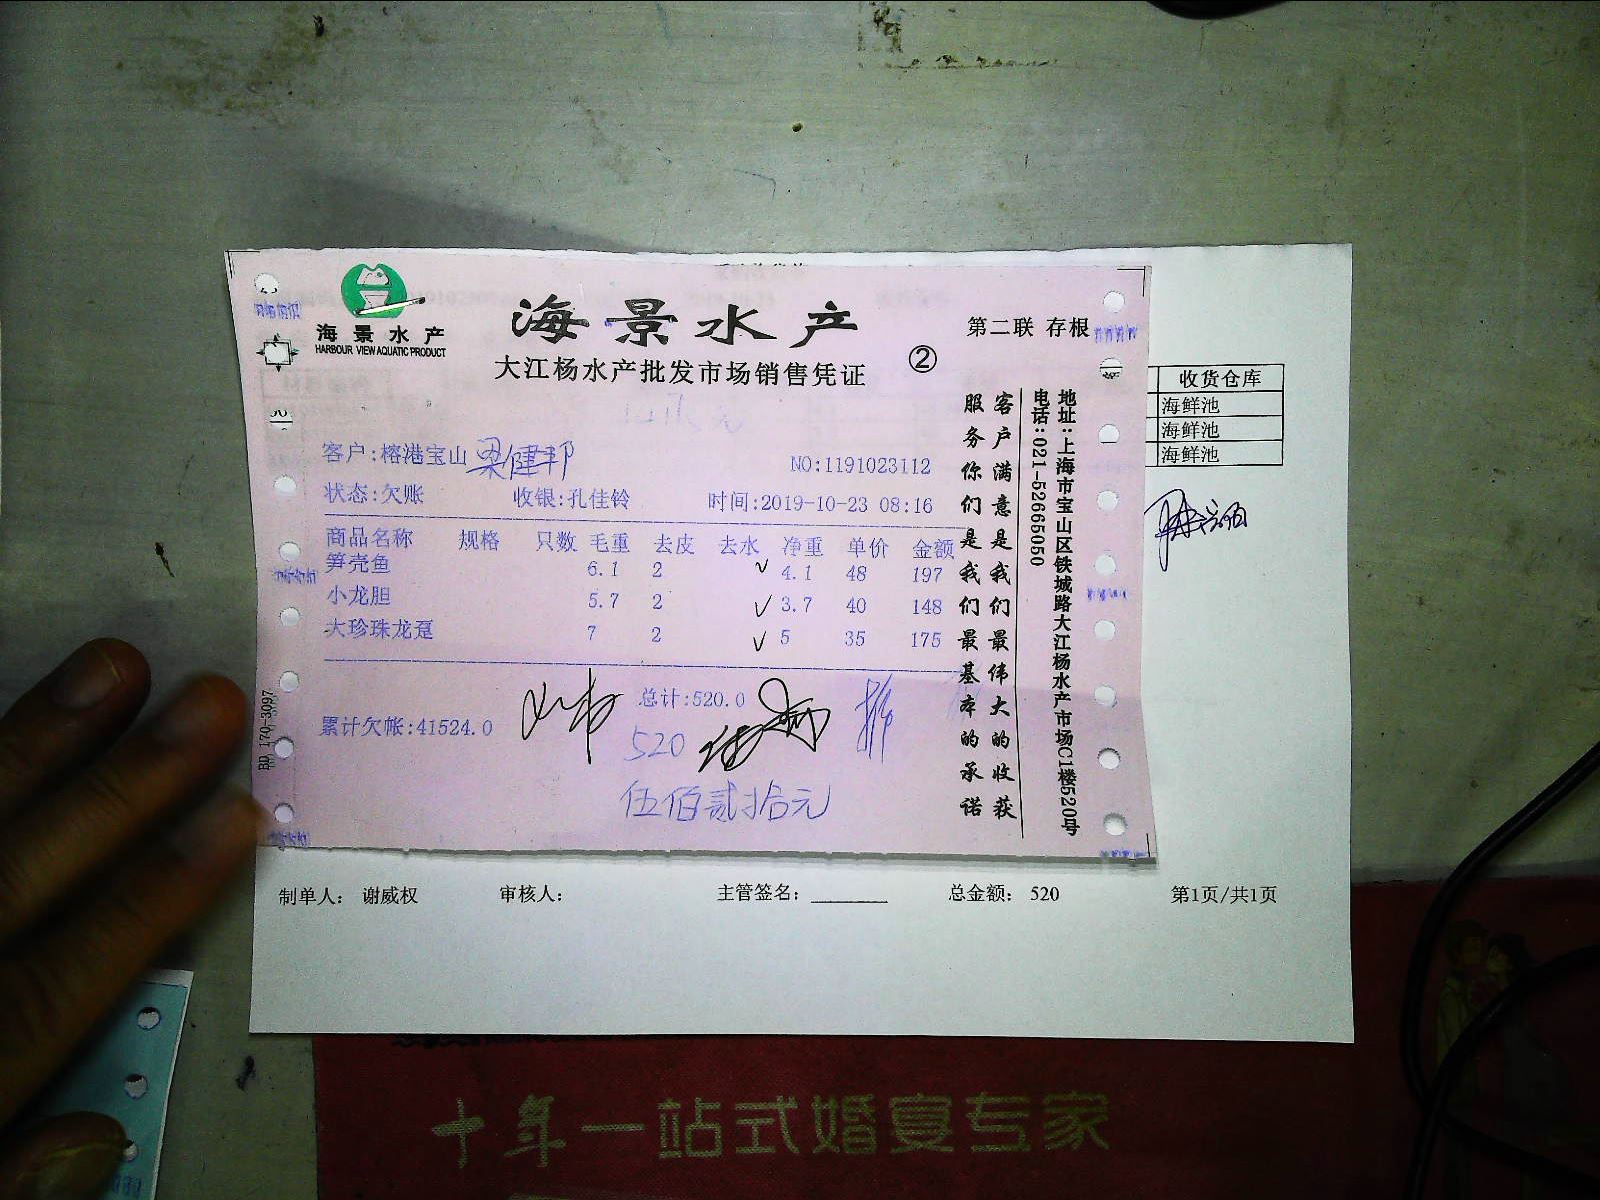 海景水产
HARBOUR VIEW AQUATIC PRODUCT
海景水产
大江杨水产批发市场销售凭证
②
第二联 存根
客户:榕港宝山 梁健邦
NO:1191023112
状态:欠账 收银:孔佳铃 时间:2019-10-23 08:16
商品名称 规格 只数 毛重 去皮 去水 净重 单价 金额
笋壳鱼 6.1 2 ✓ 4.1 48 197
小龙胆 5.7 2 ✓ 3.7 40 148
大珍珠龙趸 7 2 ✓ 5 35 175
总计:520.0
累计欠帐:41524.0
520
伍佰贰拾元
客户满意是我们最伟大的收获
服务你们是我们最基本的承诺
地址:上海市宝山区铁城路大江杨水产市场C1楼520号
电话:021-52665050
BD 170-3097
收货仓库
海鲜池
海鲜池
海鲜池
制单人: 谢威权 审核人: 主管签名: 总金额: 520 第1页/共1页
十年一站式婚宴专家